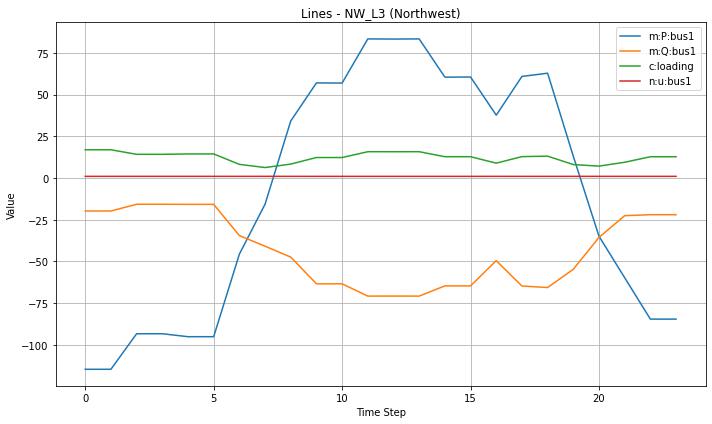 Lines - NW_L3 (Northwest)
m:P:bus1
m:Q:bus1
c:loading
n:u:bus1
75
50
25
0
−25
−50
−75
−100
Value
0
5
10
15
20
Time Step